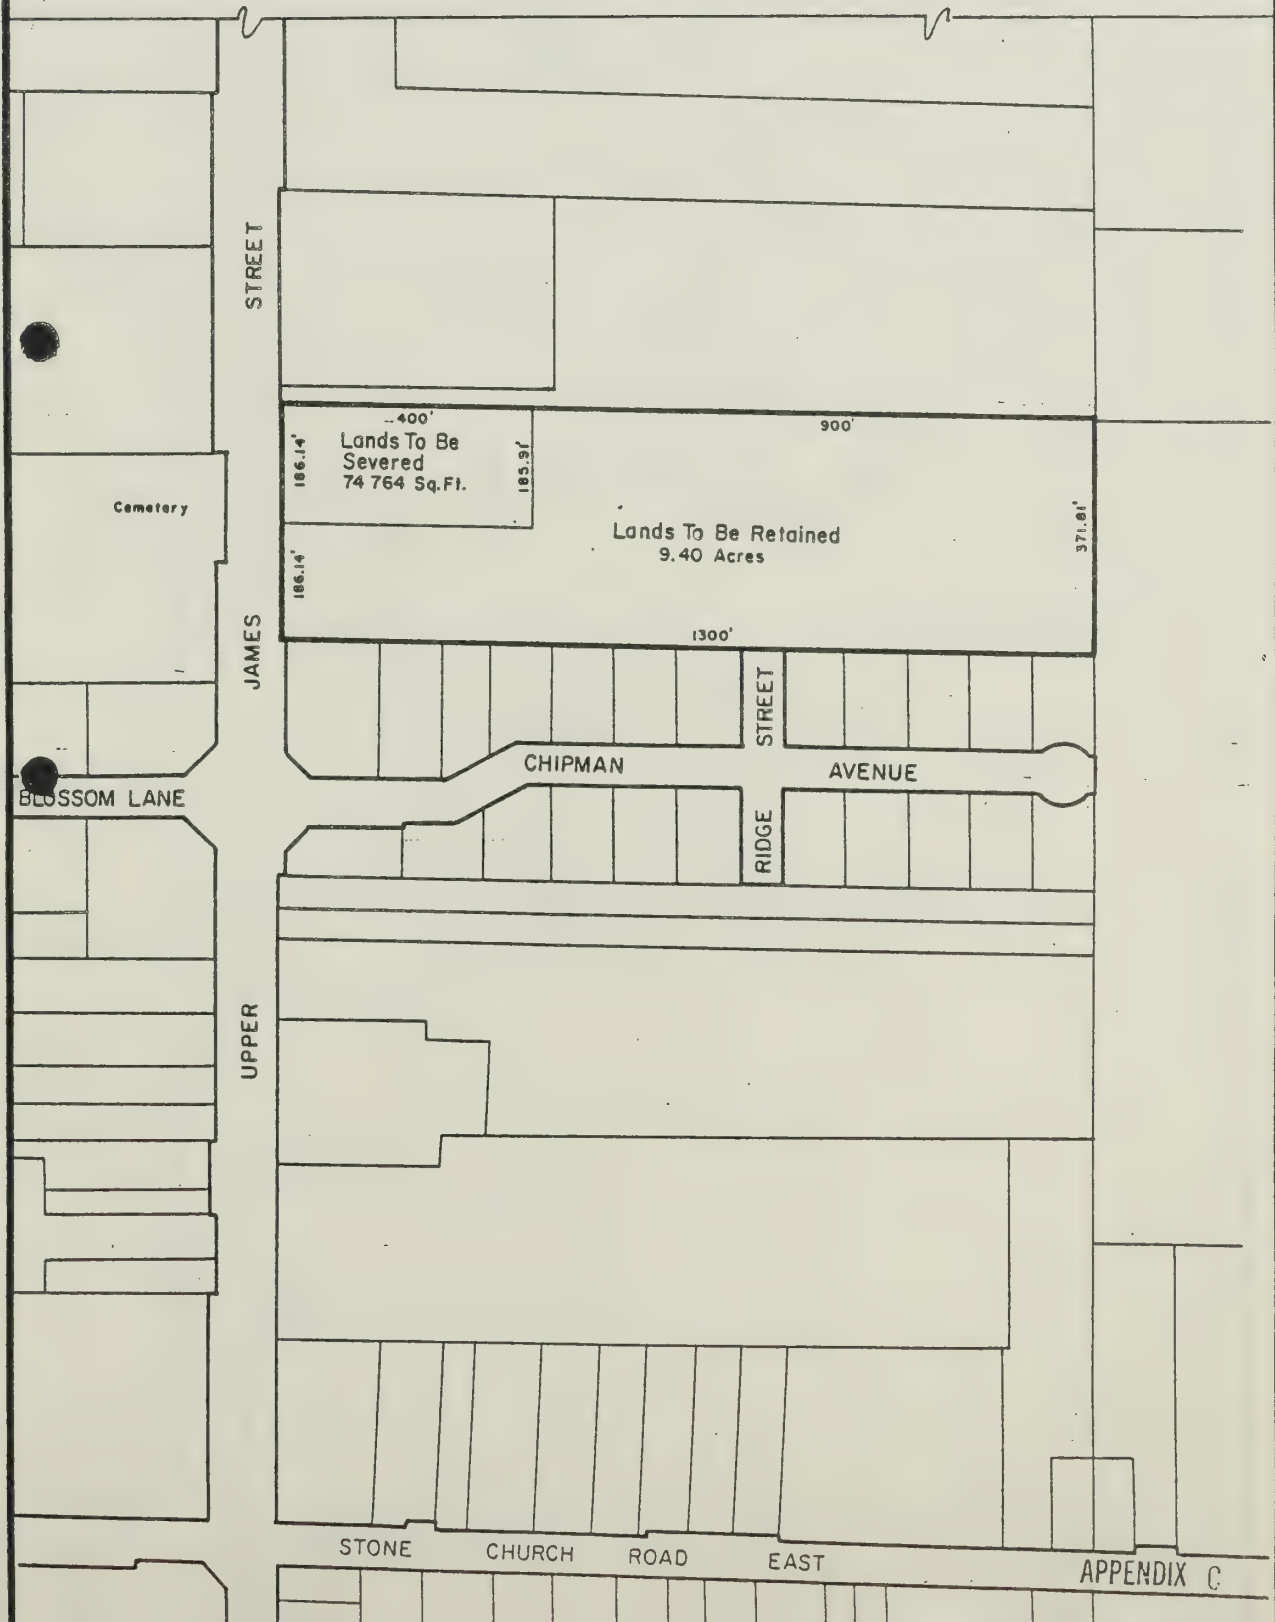 STREET
400'
900'
186.14'
Lands To Be
Severed
74 764 Sq.Ft.
185.91'
Cemetary
Lands To Be Retained
9.40 Acres
371.81'
186.14'
1300'
JAMES
STREET
CHIPMAN AVENUE
BLOSSOM LANE
RIDGE
UPPER
STONE CHURCH ROAD EAST
APPENDIX C